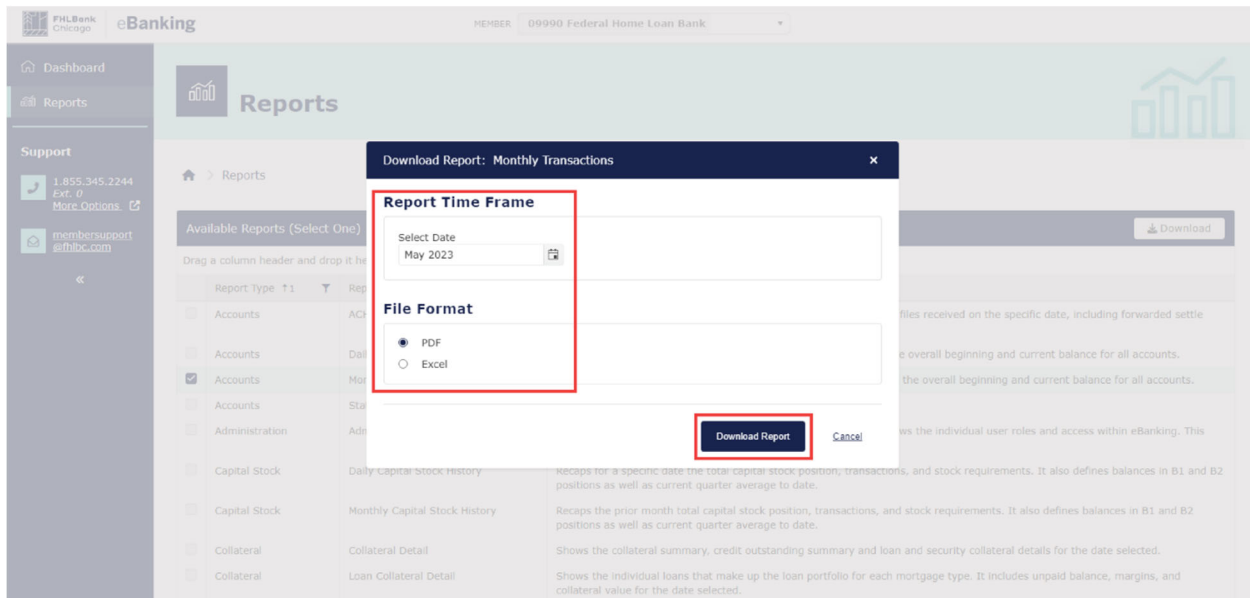 FHLBank
Chicago
eBanking
MEMBER 09990 Federal Home Loan Bank
Dashboard
Reports
Support
1.855.345.2244
Ext. 0
More Options
membersupport
@fhlbc.com
«
Reports
> Reports
Available Reports (Select One)
Download
Drag a column header and drop it he
Report Type ↑1 Rep
Accounts ACH files received on the specific date, including forwarded settle
Accounts Dail e overall beginning and current balance for all accounts.
Accounts Mon the overall beginning and current balance for all accounts.
Accounts Sta
Administration Adm ws the individual user roles and access within eBanking. This
Capital Stock Daily Capital Stock History Recaps for a specific date the total capital stock position, transactions, and stock requirements. It also defines balances in B1 and B2
positions as well as current quarter average to date.
Capital Stock Monthly Capital Stock History Recaps the prior month total capital stock position, transactions, and stock requirements. It also defines balances in B1 and B2
positions as well as current quarter average to date.
Collateral Collateral Detail Shows the collateral summary, credit outstanding summary and loan and security collateral details for the date selected.
Collateral Loan Collateral Detail Shows the individual loans that make up the loan portfolio for each mortgage type. It includes unpaid balance, margins, and
collateral value for the date selected.
Download Report: Monthly Transactions ×
Report Time Frame
Select Date
May 2023
File Format
PDF
Excel
Download Report Cancel